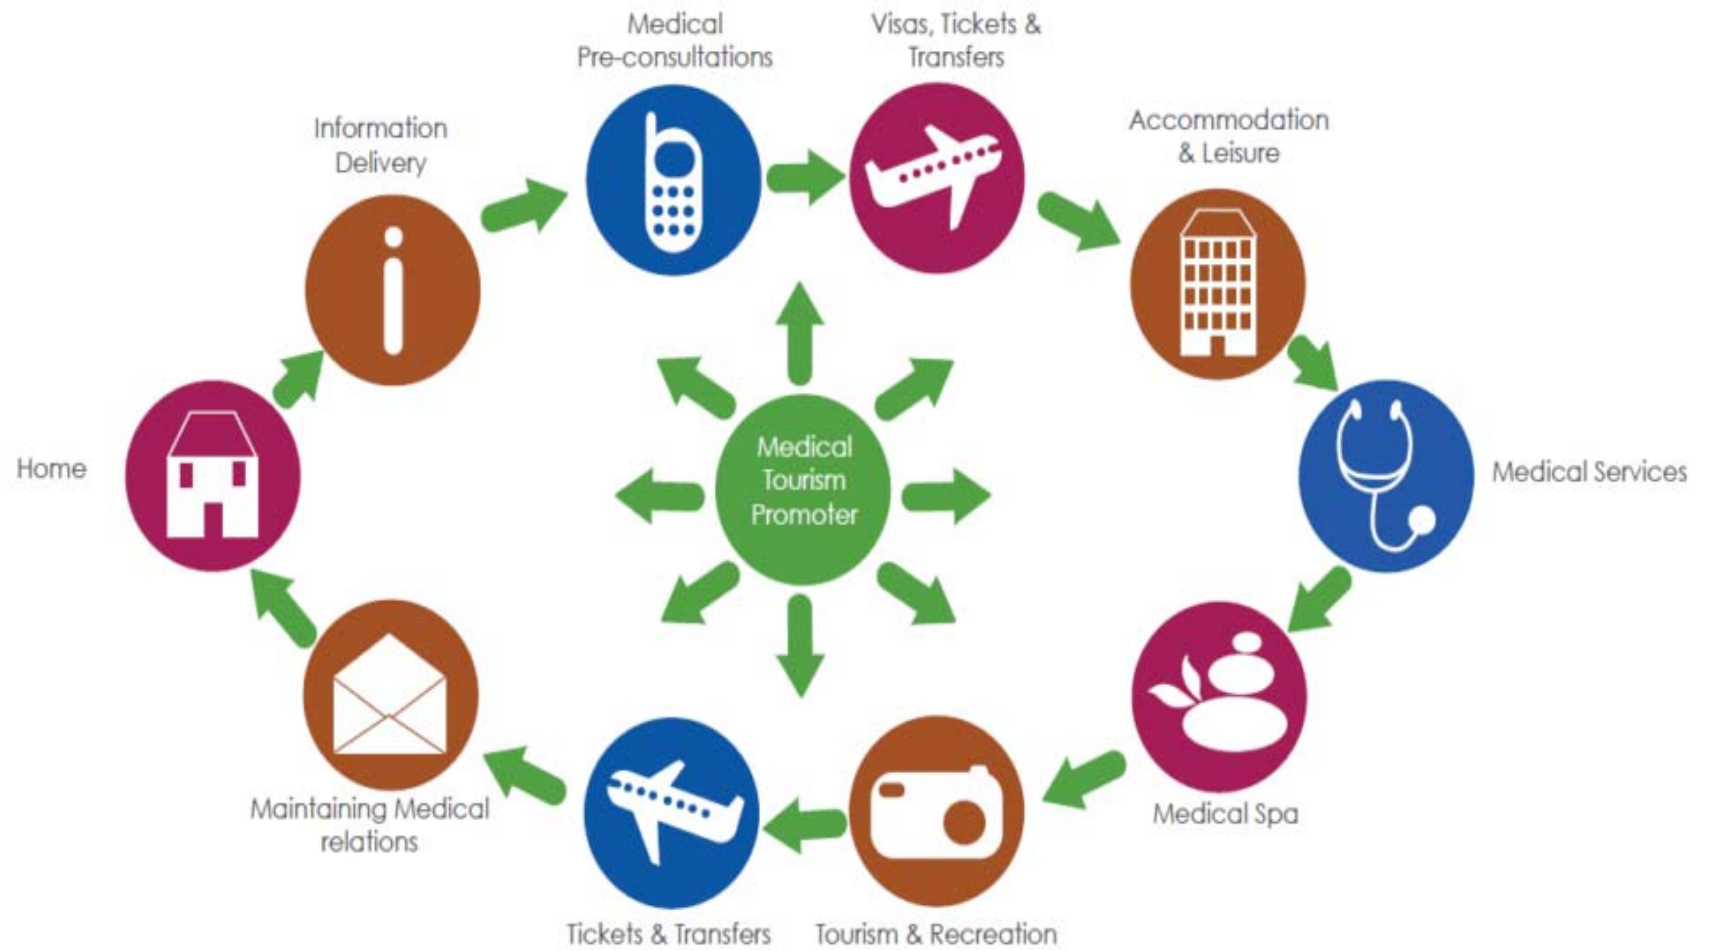 Medical
Pre-consultations
Visas, Tickets &
Transfers
Information
Delivery
Accommodation
& Leisure
Home
Medical
Tourism
Promoter
Medical Services
Maintaining Medical
relations
Medical Spa
Tickets & Transfers
Tourism & Recreation